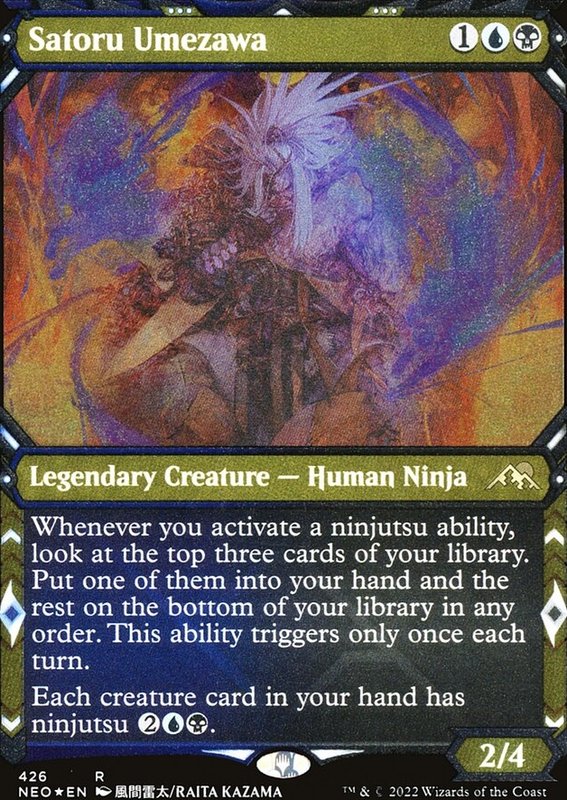 Satoru Umezawa 1
Legendary Creature — Human Ninja
Whenever you activate a ninjutsu ability,
look at the top three cards of your library.
Put one of them into your hand and the
rest on the bottom of your library in any
order. This ability triggers only once each
turn.
Each creature card in your hand has
ninjutsu 2.
2/4
426 R
NEO★EN 風間雷太/RAITA KAZAMA
™ & © 2022 Wizards of the Coast